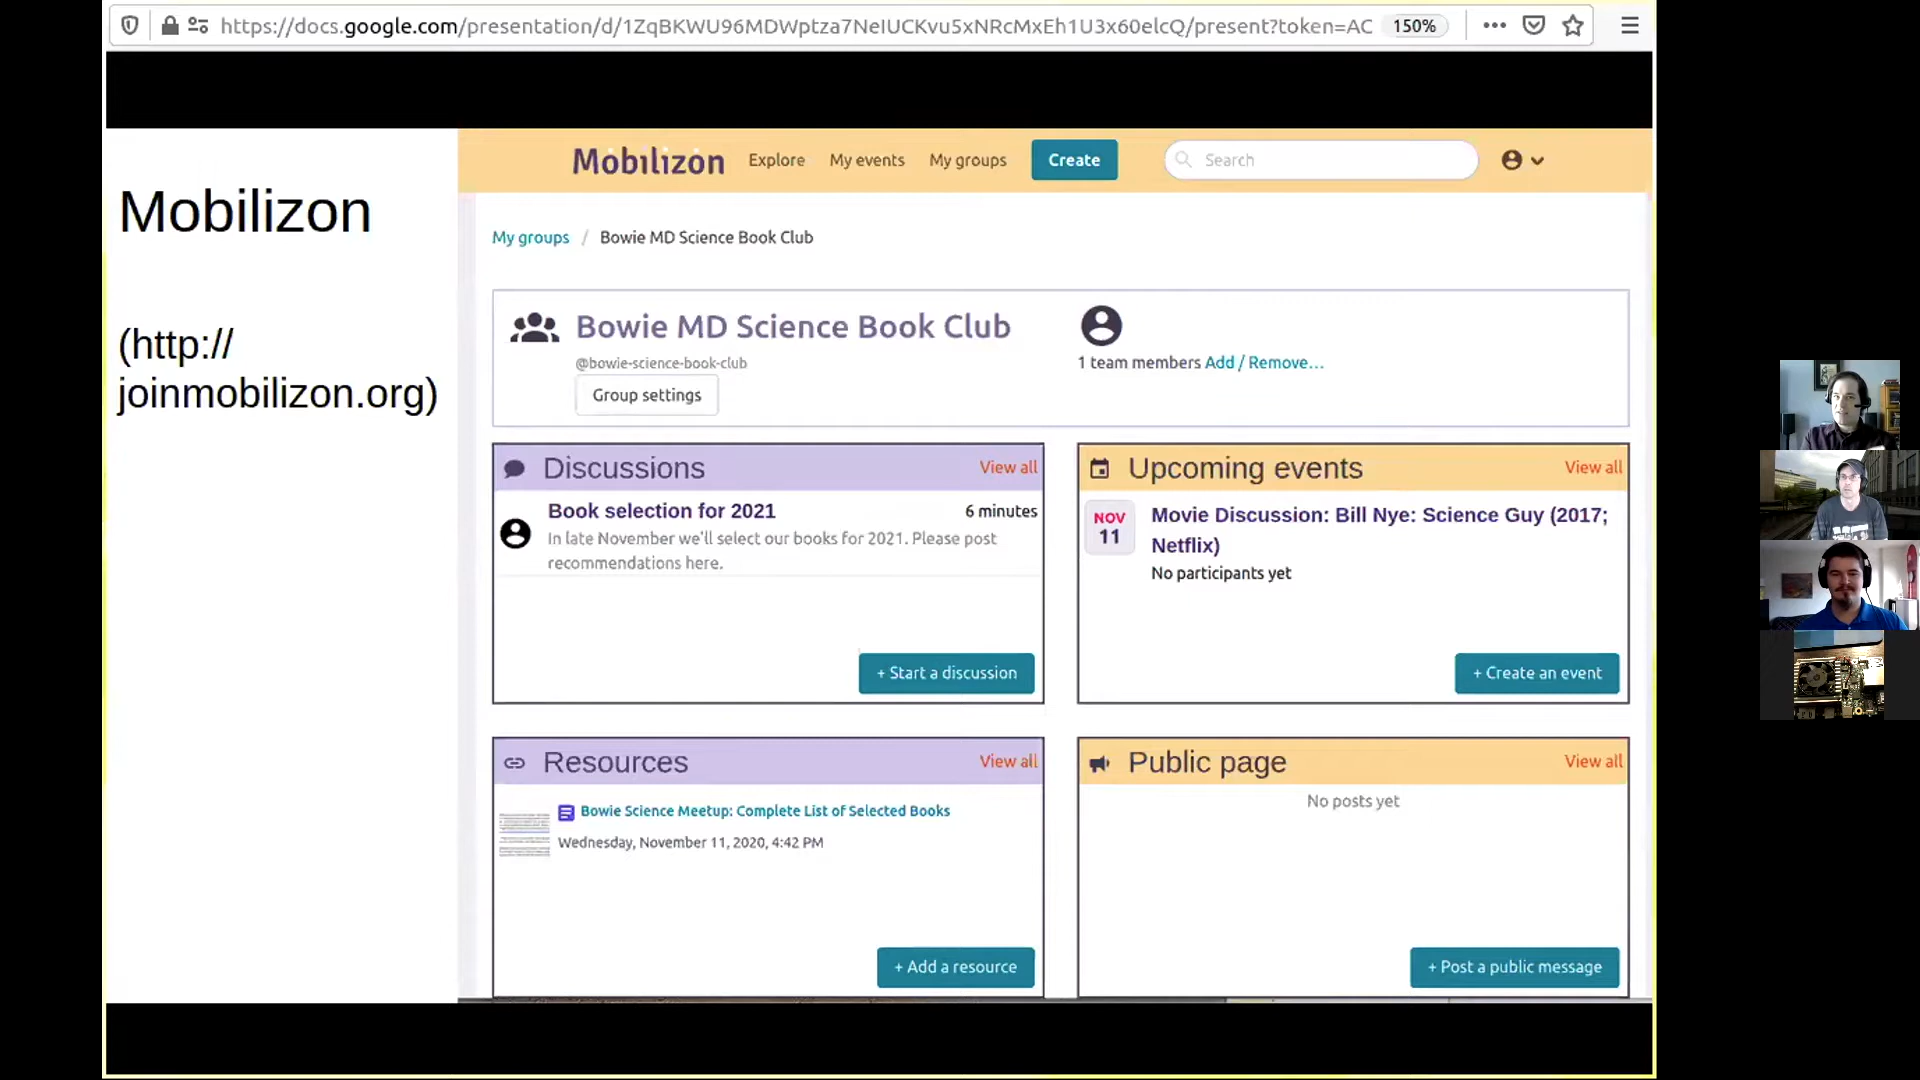 https://docs.google.com/presentation/d/1ZqBKWU96MDWptza7NeIUCKvu5xNRcMxEh1U3x60elcQ/present?token=AC 150%
Mobilizon
(http://
joinmobilizon.org)
Mobilizon Explore My events My groups Create Search
My groups / Bowie MD Science Book Club
Bowie MD Science Book Club
@bowie-science-book-club
Group settings
1 team members Add / Remove...
Discussions View all
Book selection for 2021 6 minutes
In late November we'll select our books for 2021. Please post
recommendations here.
+ Start a discussion
Upcoming events View all
NOV
11
Movie Discussion: Bill Nye: Science Guy (2017;
Netflix)
No participants yet
+ Create an event
Resources View all
Bowie Science Meetup: Complete List of Selected Books
Wednesday, November 11, 2020, 4:42 PM
+ Add a resource
Public page View all
No posts yet
+ Post a public message